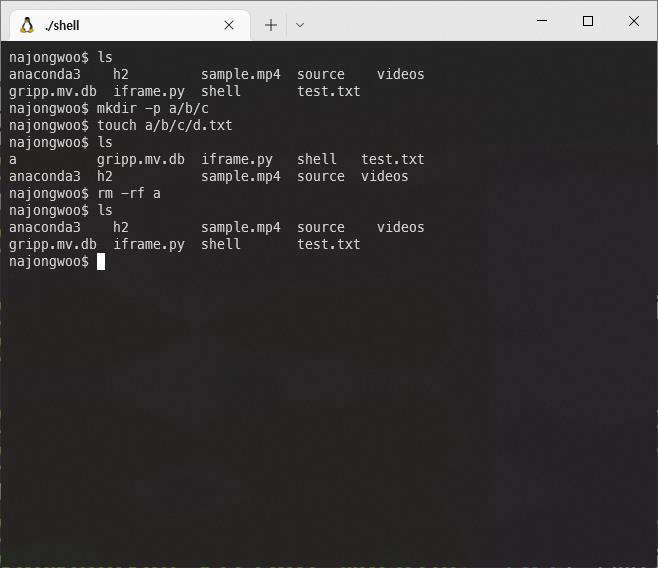 ./shell
najongwoo$ ls
anaconda3    h2         sample.mp4  source    videos
gripp.mv.db  iframe.py  shell       test.txt
najongwoo$ mkdir -p a/b/c
najongwoo$ touch a/b/c/d.txt
najongwoo$ ls
a          gripp.mv.db  iframe.py   shell   test.txt
anaconda3  h2           sample.mp4  source  videos
najongwoo$ rm -rf a
najongwoo$ ls
anaconda3    h2         sample.mp4  source    videos
gripp.mv.db  iframe.py  shell       test.txt
najongwoo$